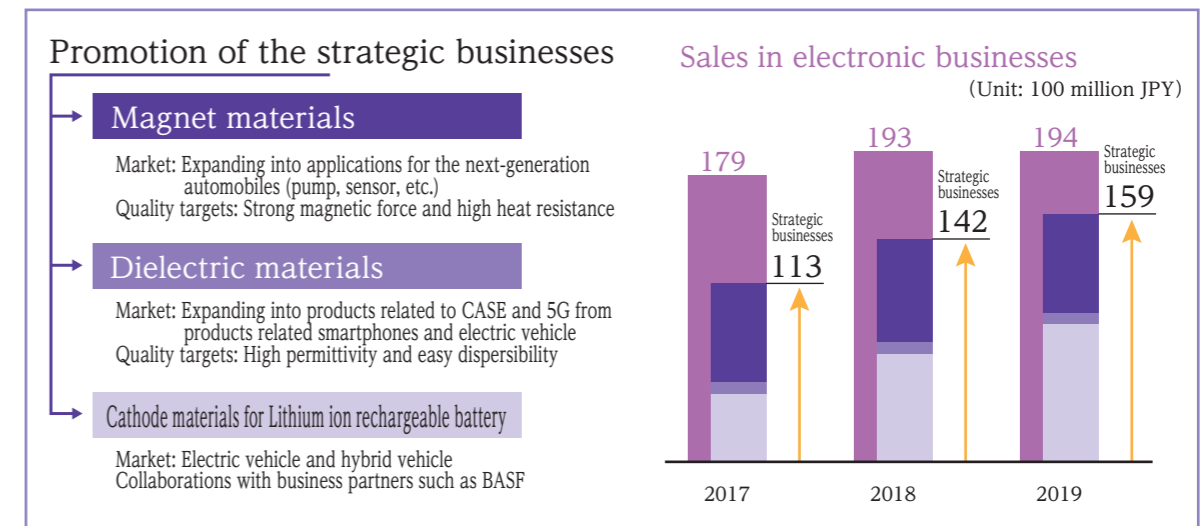 Promotion of the strategic businesses
Magnet materials
Market: Expanding into applications for the next-generation
automobiles (pump, sensor, etc.)
Quality targets: Strong magnetic force and high heat resistance
Dielectric materials
Market: Expanding into products related to CASE and 5G from
products related smartphones and electric vehicle
Quality targets: High permittivity and easy dispersibility
Cathode materials for Lithium ion rechargeable battery
Market: Electric vehicle and hybrid vehicle
Collaborations with business partners such as BASF
Sales in electronic businesses
(Unit: 100 million JPY)
179
Strategic
businesses
113
193
Strategic
businesses
142
194
Strategic
businesses
159
2017
2018
2019